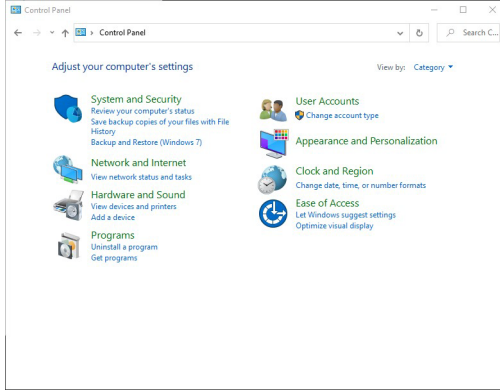 Control Panel
Control Panel
Search C...
Adjust your computer's settings
View by: Category
System and Security
Review your computer's status
Save backup copies of your files with File
History
Backup and Restore (Windows 7)
Network and Internet
View network status and tasks
Hardware and Sound
View devices and printers
Add a device
Programs
Uninstall a program
Get programs
User Accounts
Change account type
Appearance and Personalization
Clock and Region
Change date, time, or number formats
Ease of Access
Let Windows suggest settings
Optimize visual display